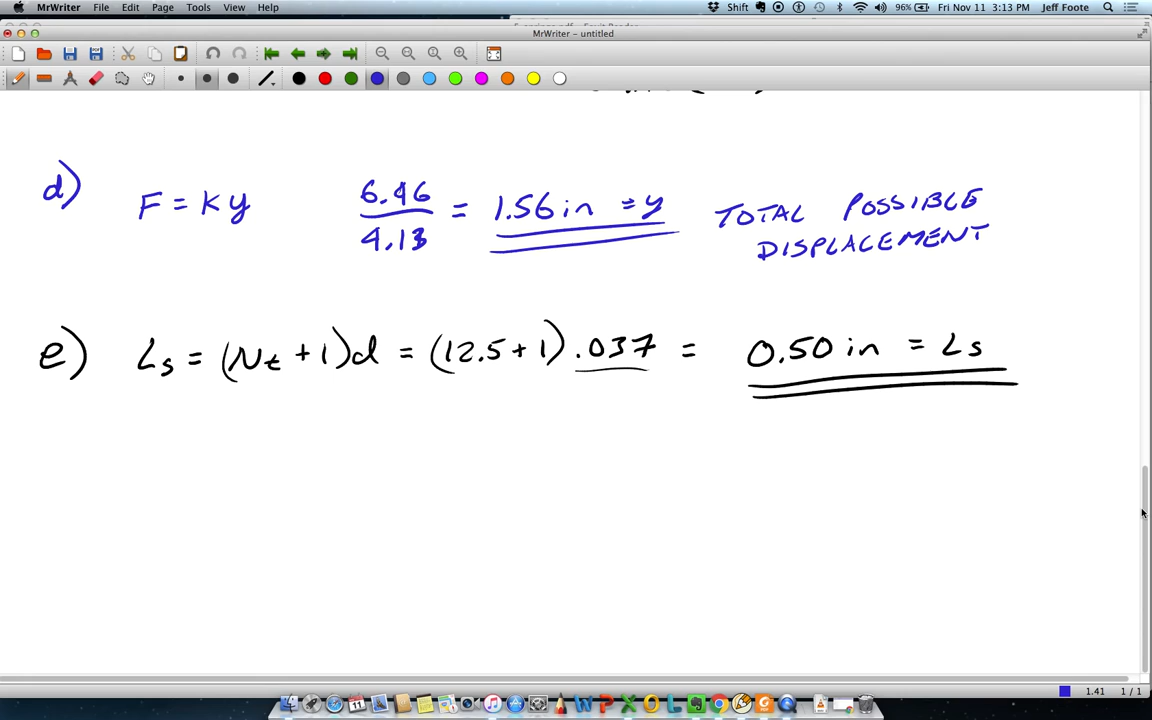 MrWriter File Edit Page Tools View Help Shift 96% Fri Nov 11 3:13 PM Jeff Foote
MrWriter – untitled
d) F = Ky 6.46 / 4.13 = 1.56 in = y TOTAL POSSIBLE
DISPLACEMENT
e) Ls = (Nt + 1)d = (12.5 + 1) .037 = 0.50 in = Ls
1.41 1 / 1